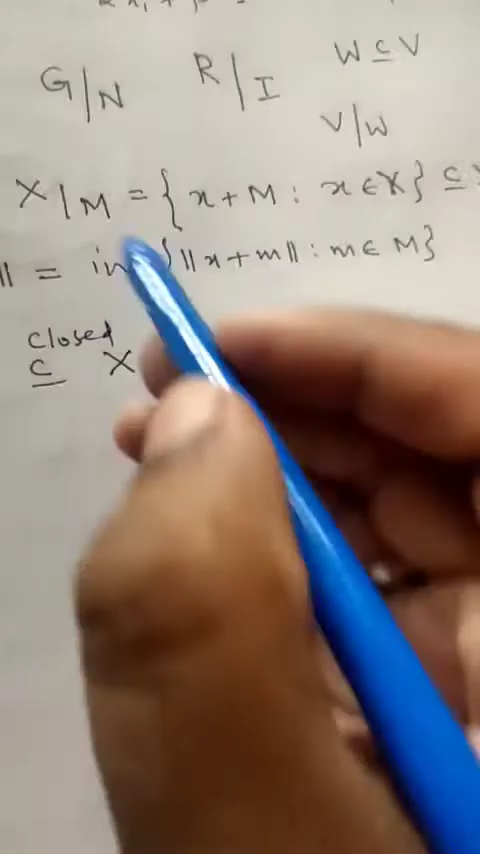 G/N R/I W ⊆ V
V/W
X/M = { x + M : x ∈ X } ⊆
|| = in { ||x + m|| : m ∈ M }
closed
⊆ X